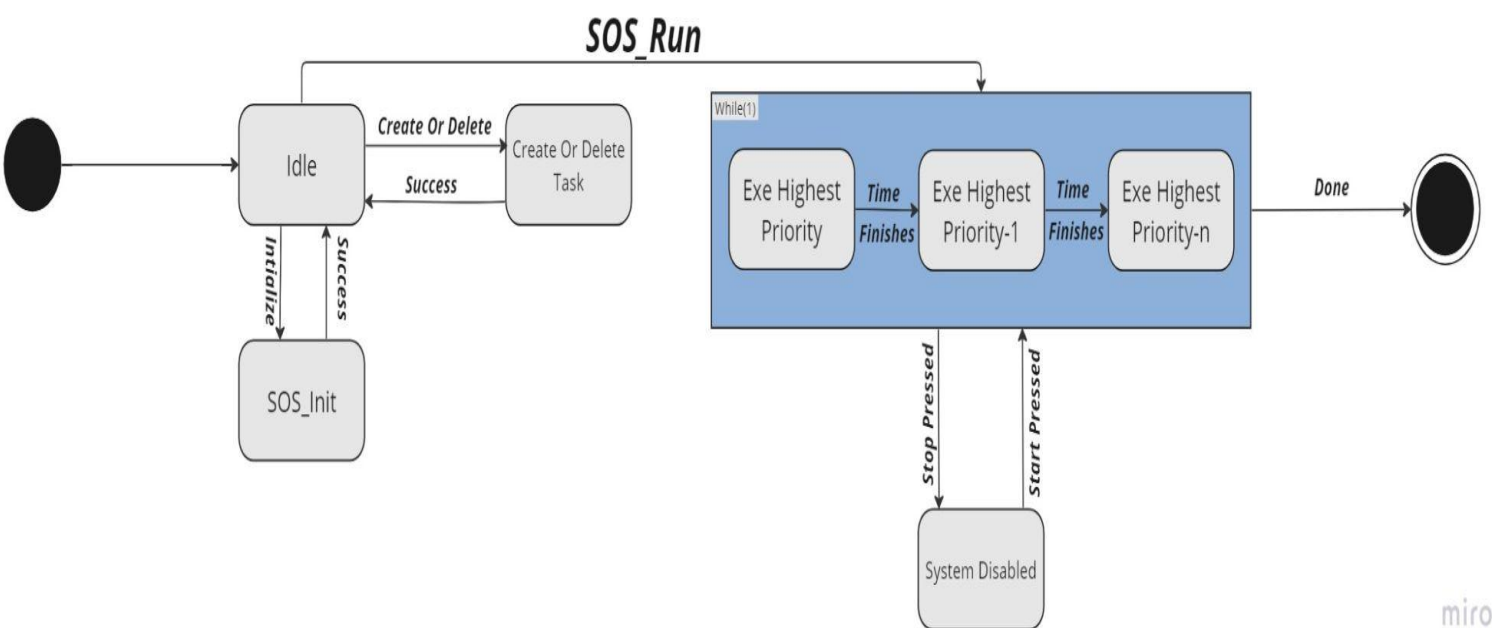 SOS_Run
While(1)
Idle
Create Or Delete
Success
Create Or Delete
Task
Intialize
Success
SOS_Init
Exe Highest
Priority
Time
Finishes
Exe Highest
Priority-1
Time
Finishes
Exe Highest
Priority-n
Done
Stop Pressed
Start Pressed
System Disabled
miro